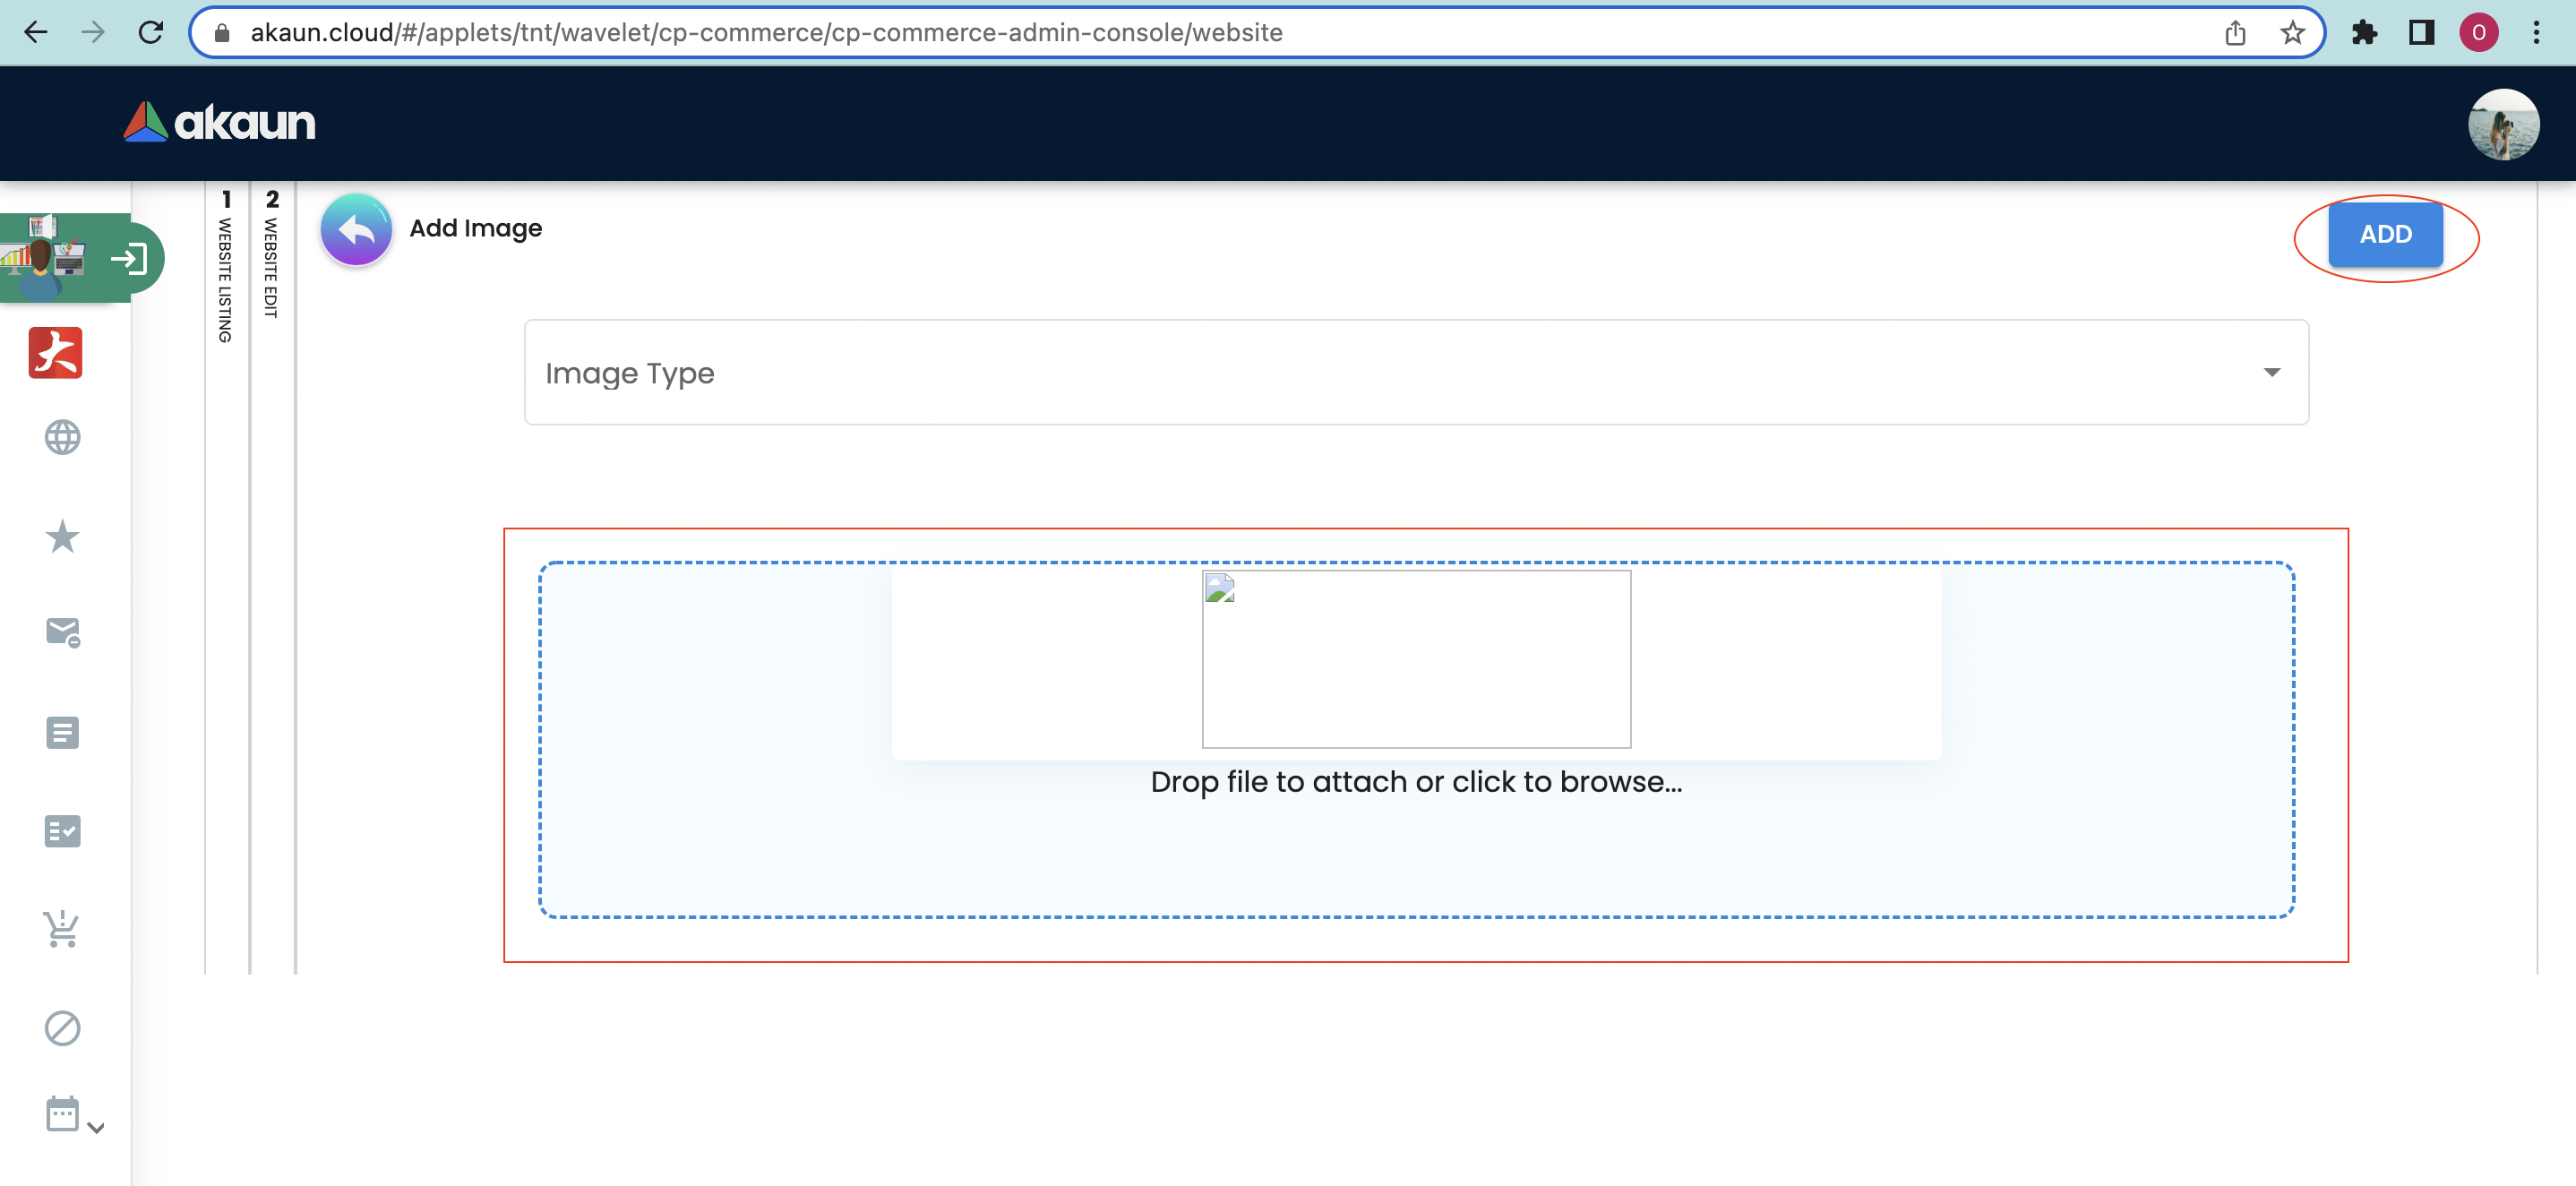 akaun.cloud/#/applets/tnt/wavelet/cp-commerce/cp-commerce-admin-console/website
O
akaun
1
WEBSITE LISTING
2
WEBSITE EDIT
Add Image
ADD
Image Type
Drop file to attach or click to browse...